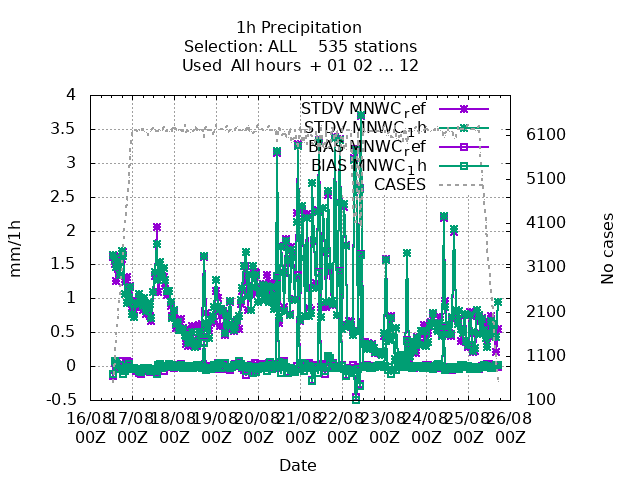 1h Precipitation
Selection: ALL 535 stations
Used All hours + 01 02 ... 12
mm/1h
4
3.5
3
2.5
2
1.5
1
0.5
0
-0.5
STDV MNWC_ref
STDV MNWC_1h
BIAS MNWC_ref
BIAS MNWC_1h
CASES
6100
5100
4100
3100
2100
1100
100
No cases
16/08 17/08 18/08 19/08 20/08 21/08 22/08 23/08 24/08 25/08 26/08
00Z 00Z 00Z 00Z 00Z 00Z 00Z 00Z 00Z 00Z 00Z
Date